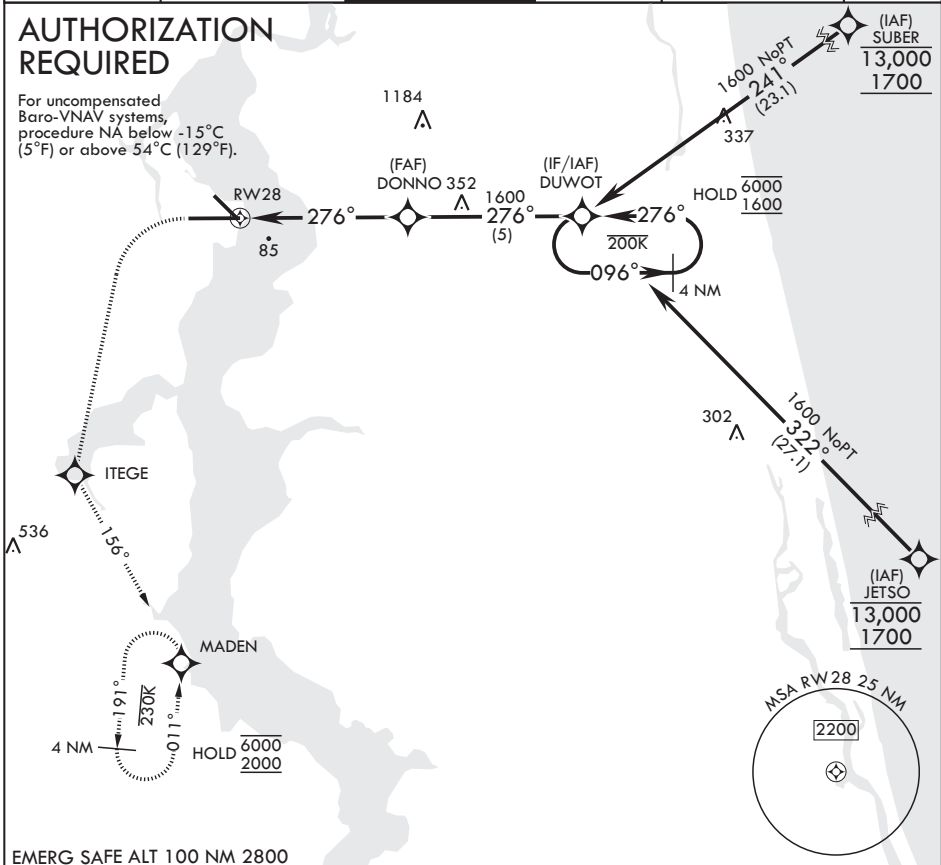 AUTHORIZATION
REQUIRED
For uncompensated
Baro-VNAV systems,
procedure NA below -15°C
(5°F) or above 54°C (129°F).
(IAF)
SUBER
13,000
1700
1600 NoPT
241°
(23.1)
337
1184
(FAF)
DONNO
352
1600
276°
(5)
(IF/IAF)
DUWOT
HOLD 6000
1600
276°
200K
096°
4 NM
RW28
276°
85
302
1600 NoPT
322°
(27.1)
(IAF)
JETSO
13,000
1700
ITEGE
536
156°
MADEN
191°
230K
011°
4 NM
HOLD 6000
2000
MSA RW28 25 NM
2200
EMERG SAFE ALT 100 NM 2800